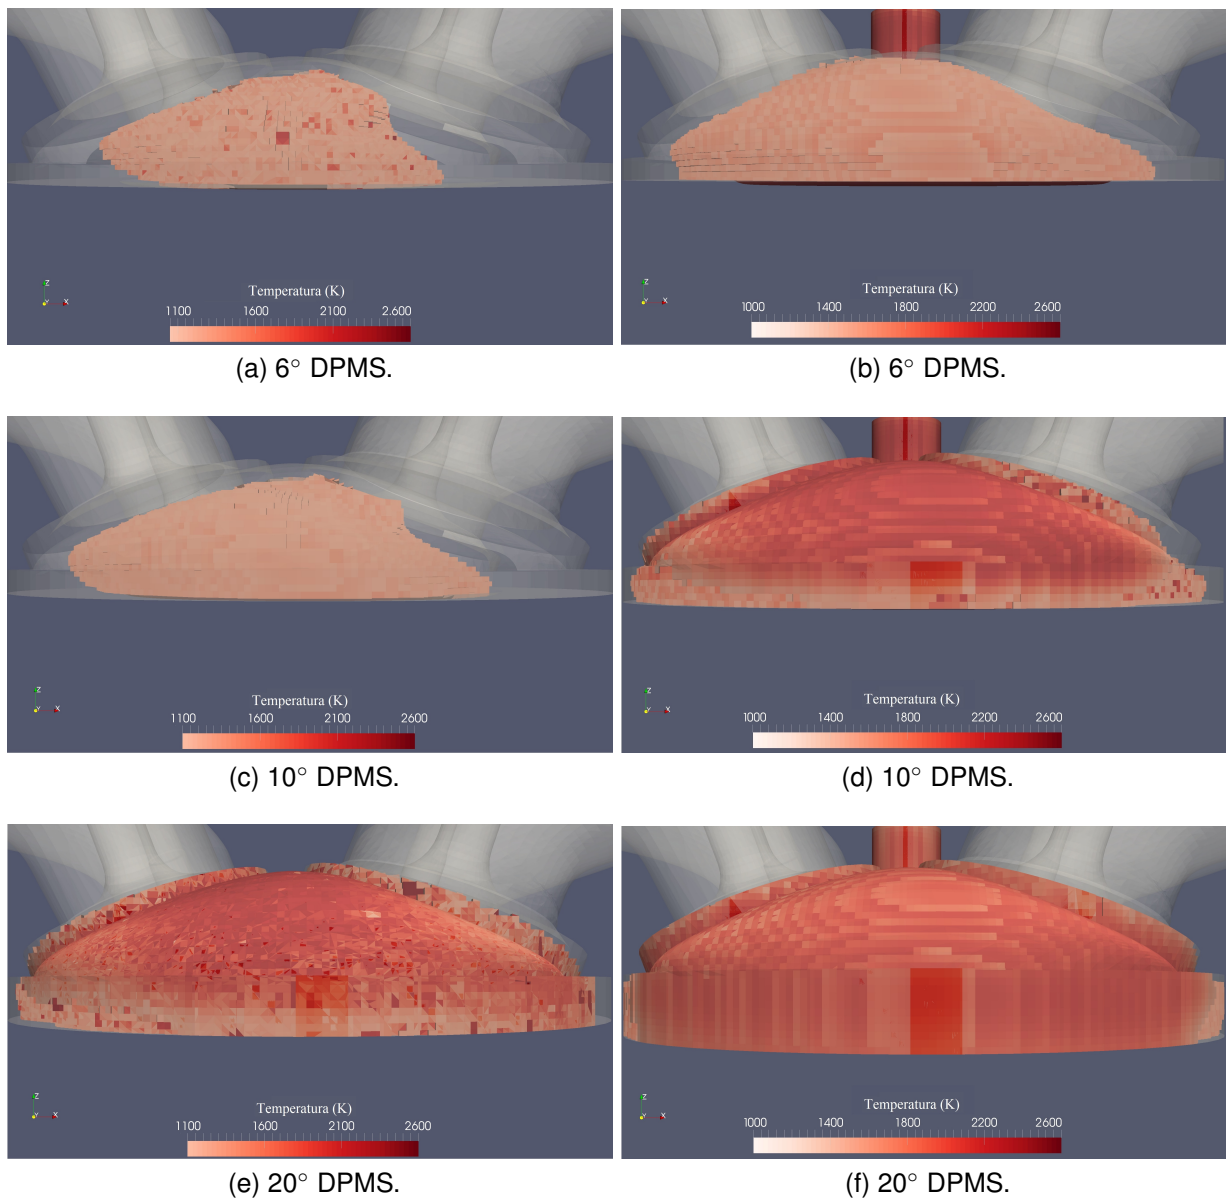 Temperatura (K)
1100 1600 2100 2.600
Z
Y X
(a) 6° DPMS.
Temperatura (K)
1000 1400 1800 2200 2600
Z
Y X
(b) 6° DPMS.
Temperatura (K)
1100 1600 2100 2600
Z
Y X
(c) 10° DPMS.
Temperatura (K)
1000 1400 1800 2200 2600
Z
Y X
(d) 10° DPMS.
Temperatura (K)
1100 1600 2100 2600
Z
Y X
(e) 20° DPMS.
Temperatura (K)
1000 1400 1800 2200 2600
Z
Y X
(f) 20° DPMS.